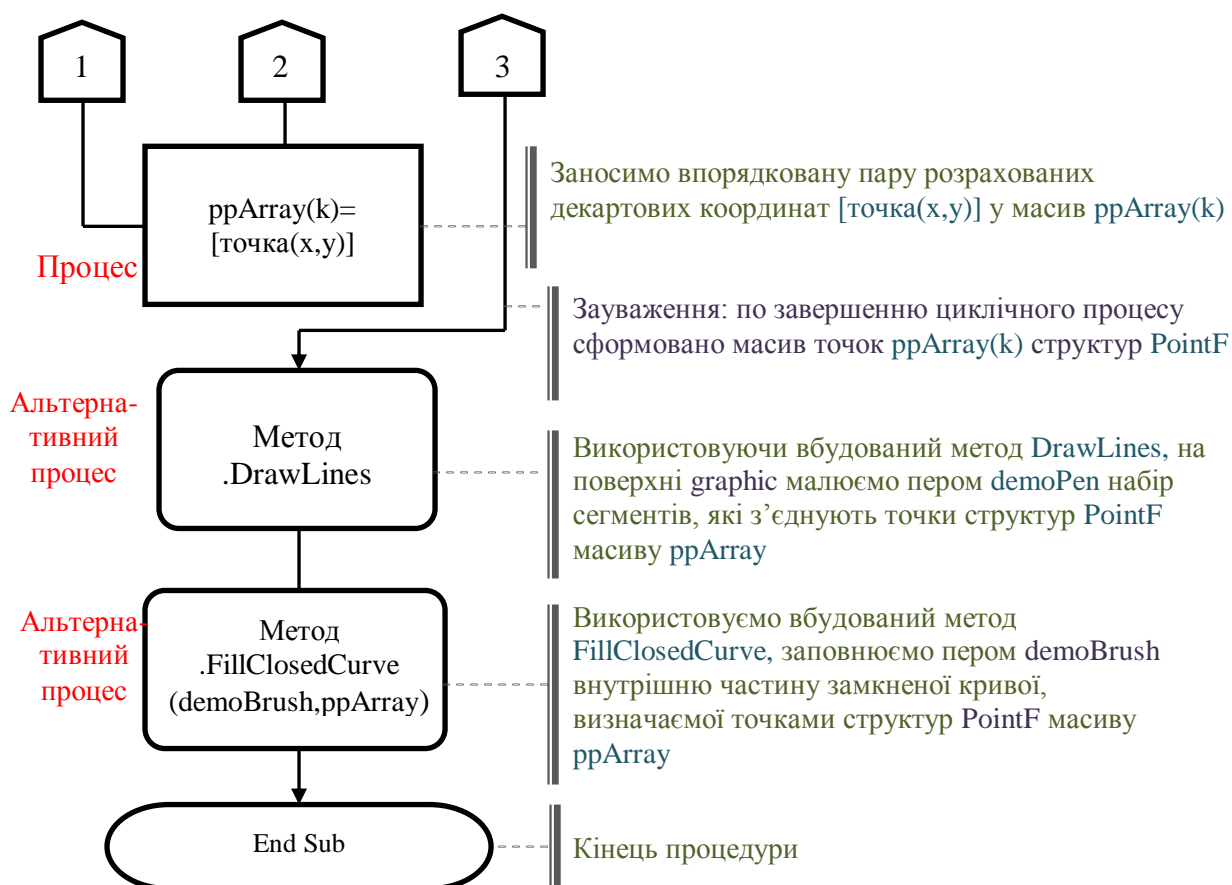 1
2
3
ppArray(k)=
[точка(x,y)]
Процес
Заносимо впорядковану пару розрахованих
декартових координат [точка(x,y)] у масив ppArray(k)
Зауваження: по завершенню циклічного процесу
сформовано масив точок ppArray(k) структур PointF
Альтерна-
тивний
процес
Метод
.DrawLines
Використовуючи вбудований метод DrawLines, на
поверхні graphic малюємо пером demoPen набір
сегментів, які з’єднують точки структур PointF
масиву ppArray
Альтерна-
тивний
процес
Метод
.FillClosedCurve
(demoBrush,ppArray)
Використовуємо вбудований метод
FillClosedCurve, заповнюємо пером demoBrush
внутрішню частину замкненої кривої,
визначаємої точками структур PointF масиву
ppArray
End Sub
Кінець процедури